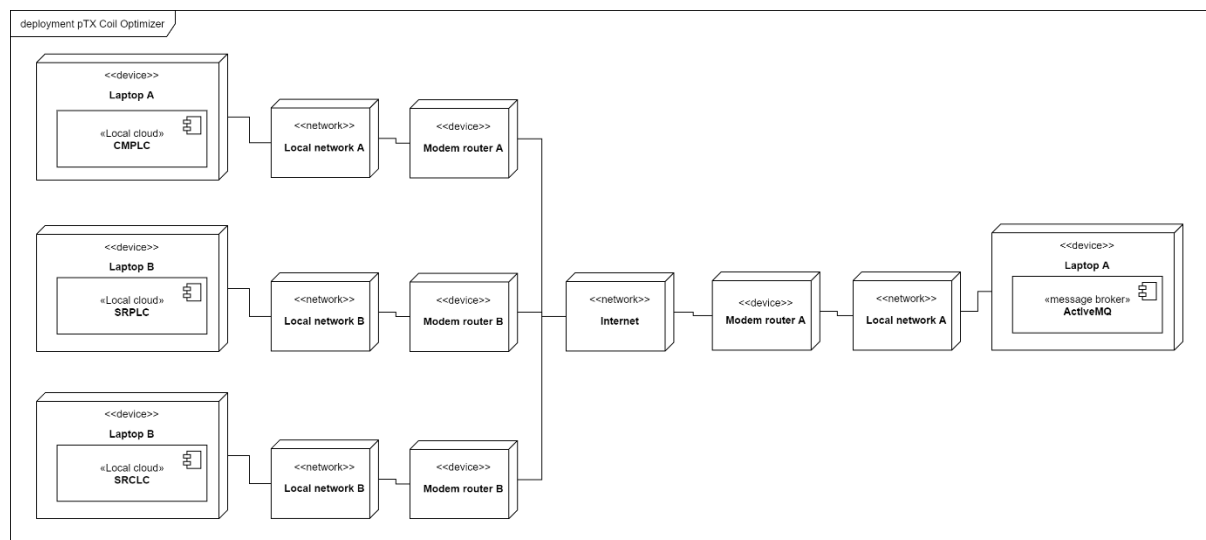 deployment pTX Coil Optimizer
<<device>>
Laptop A
«Local cloud»
CMPLC
<<network>>
Local network A
<<device>>
Modem router A
<<device>>
Laptop B
«Local cloud»
SRPLC
<<network>>
Local network B
<<device>>
Modem router B
<<network>>
Internet
<<device>>
Modem router A
<<network>>
Local network A
<<device>>
Laptop A
«message broker»
ActiveMQ
<<device>>
Laptop B
«Local cloud»
SRCLC
<<network>>
Local network B
<<device>>
Modem router B